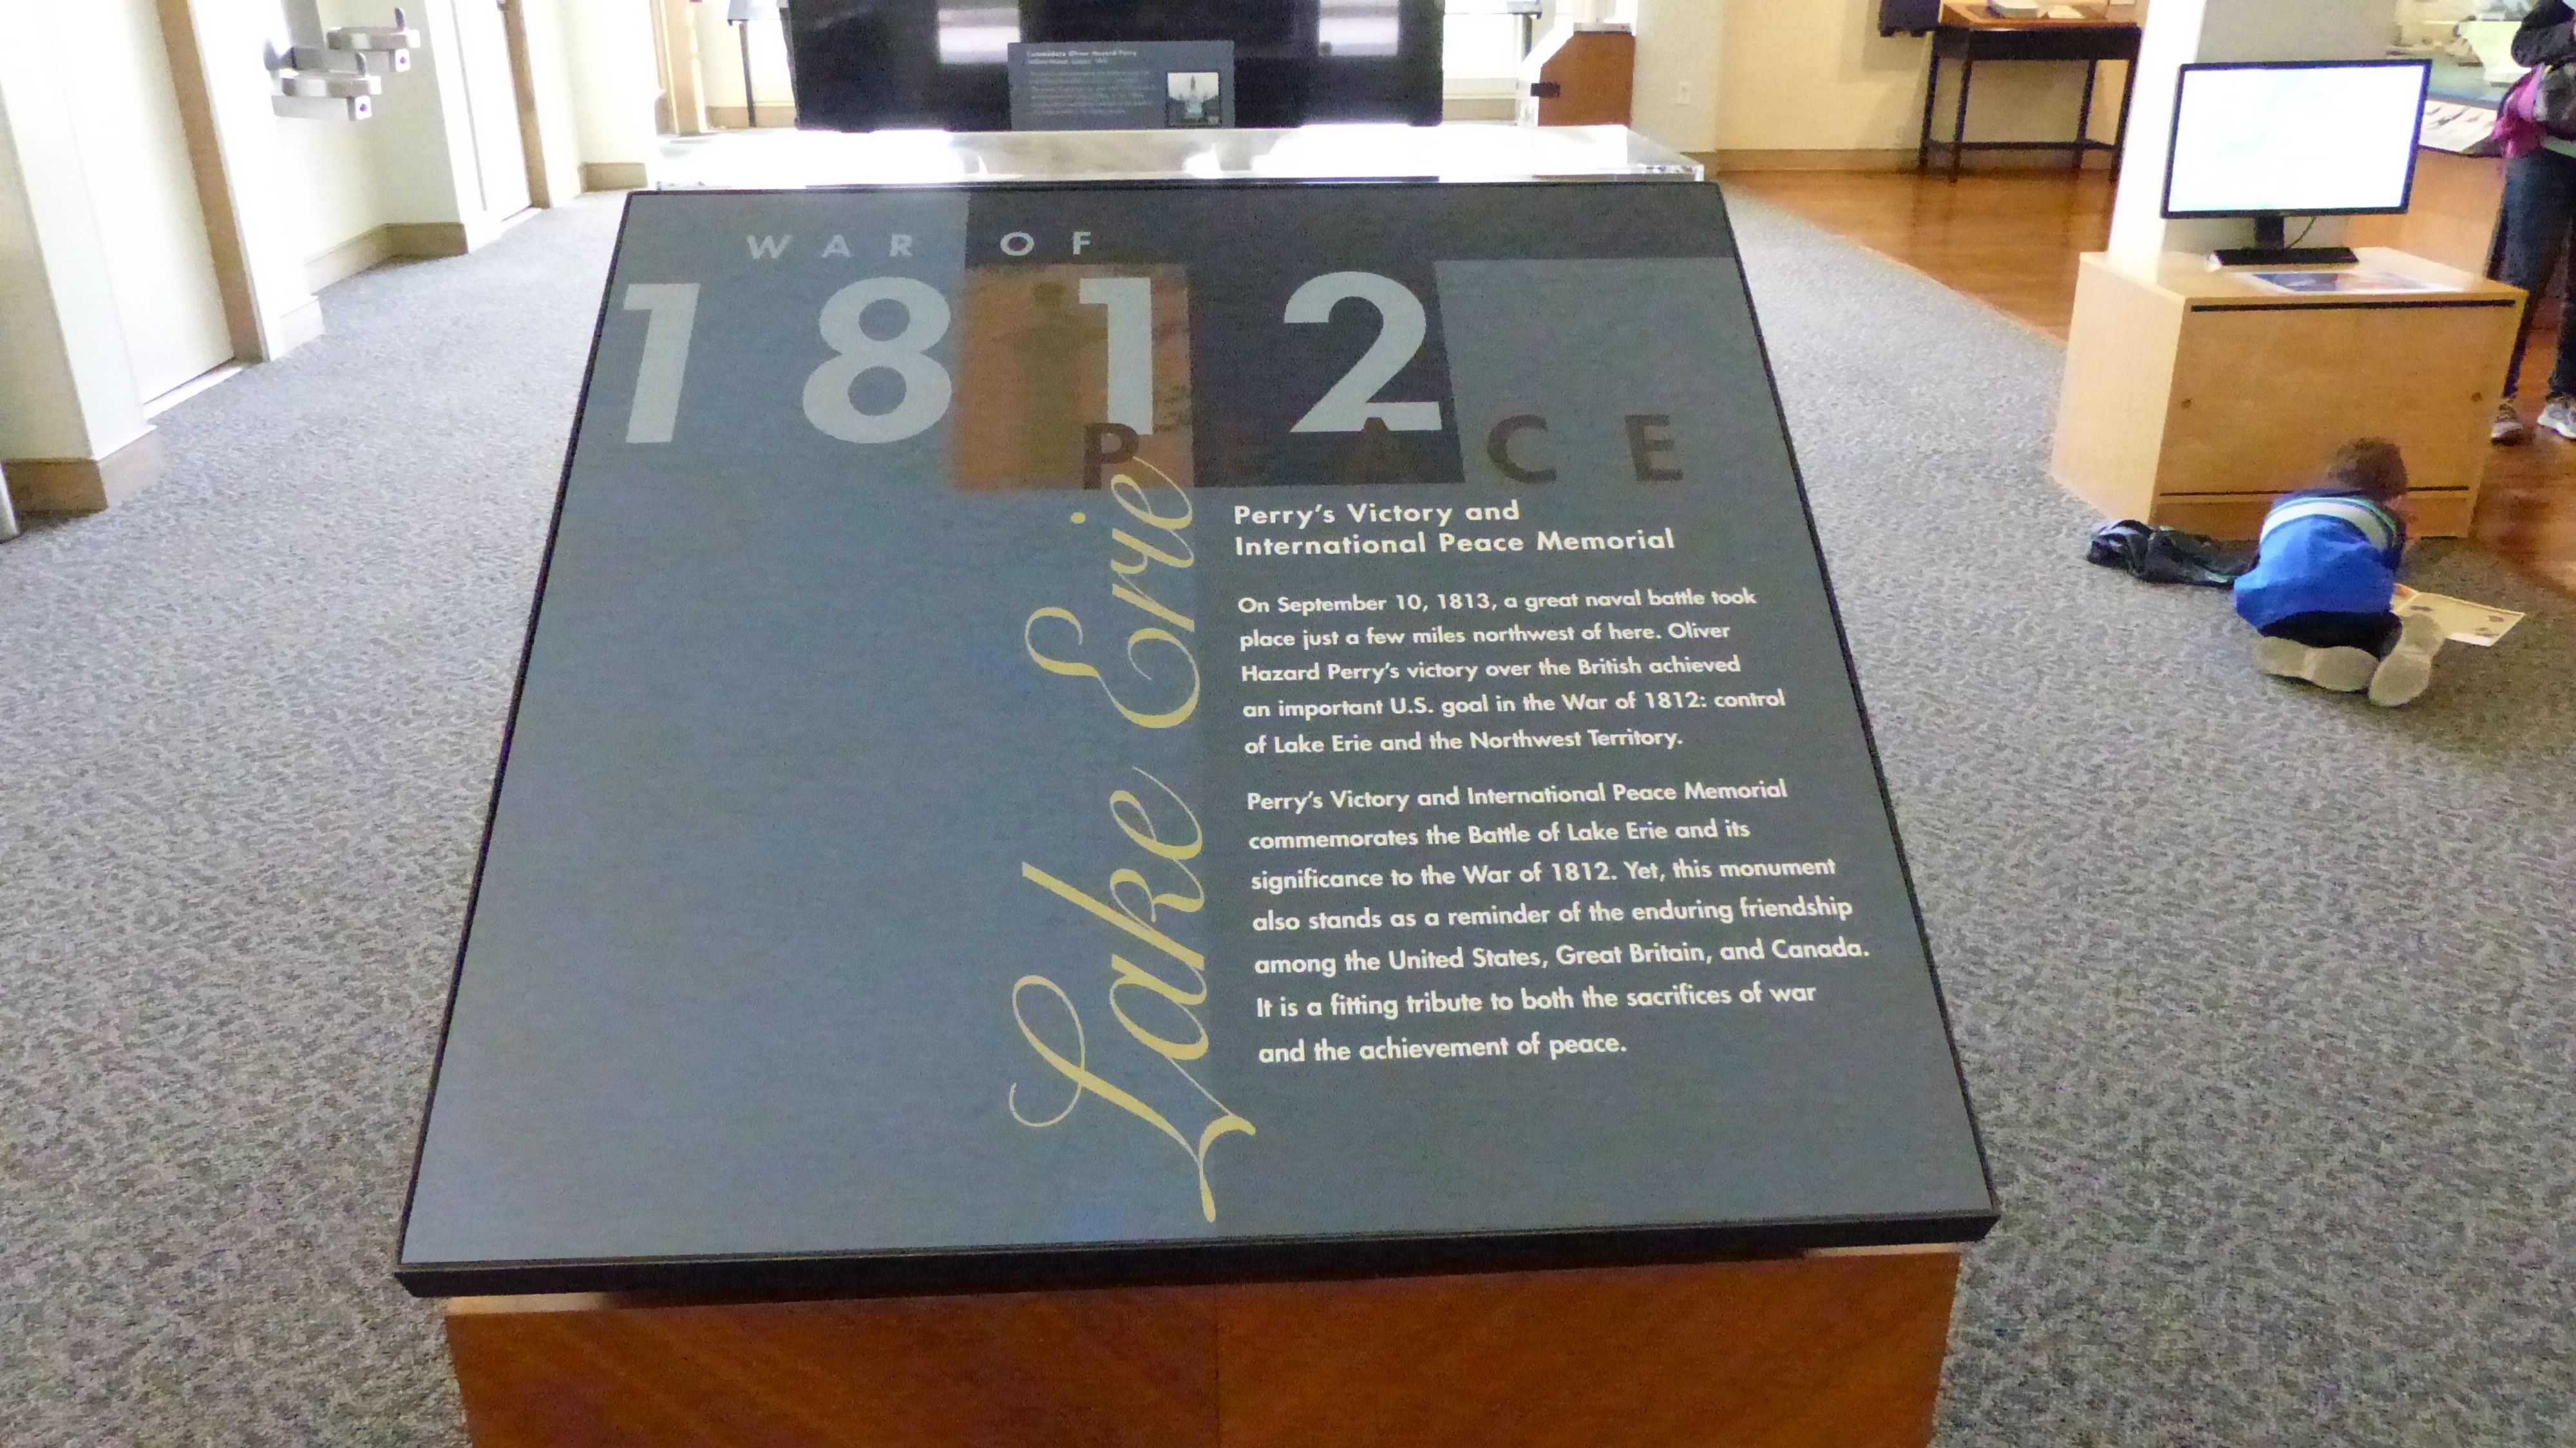 Commodore Oliver Hazard Perry
WAR OF
1812
PEACE
Lake Erie
Perry's Victory and
International Peace Memorial
On September 10, 1813, a great naval battle took
place just a few miles northwest of here. Oliver
Hazard Perry's victory over the British achieved
an important U.S. goal in the War of 1812: control
of Lake Erie and the Northwest Territory.
Perry's Victory and International Peace Memorial
commemorates the Battle of Lake Erie and its
significance to the War of 1812. Yet, this monument
also stands as a reminder of the enduring friendship
among the United States, Great Britain, and Canada.
It is a fitting tribute to both the sacrifices of war
and the achievement of peace.